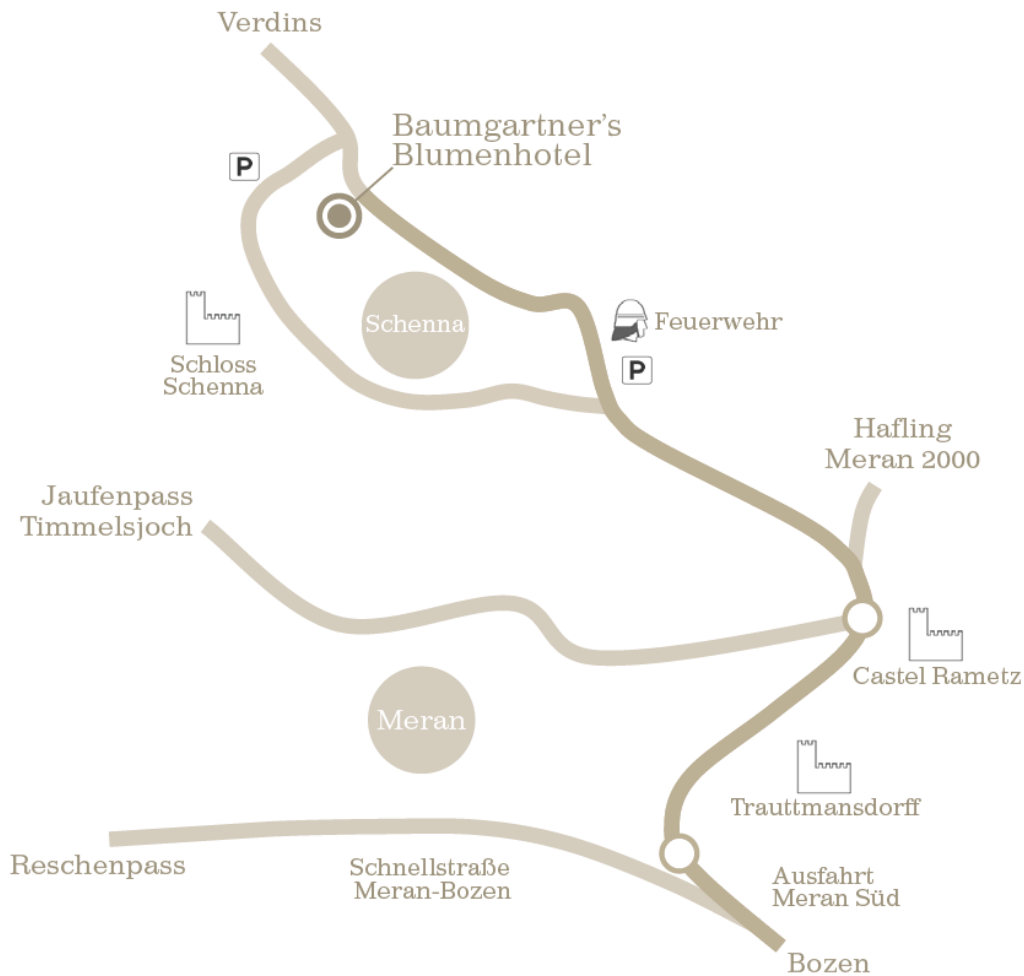 Verdins
Baumgartner's
Blumenhotel
P
Schenna
Feuerwehr
P
Schloss
Schenna
Hafling
Meran 2000
Jaufenpass
Timmelsjoch
Castel Rametz
Meran
Trauttmansdorff
Reschenpass
Schnellstraße
Meran-Bozen
Ausfahrt
Meran Süd
Bozen